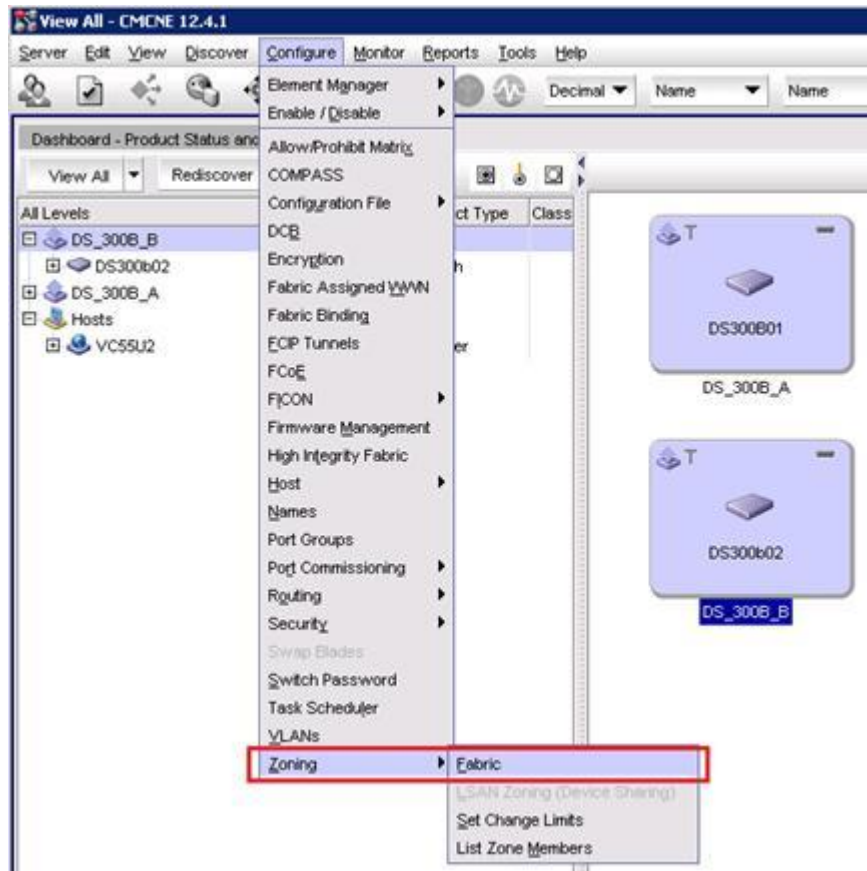 View All - CMCNE 12.4.1
Server Edit View Discover Configure Monitor Reports Tools Help
Decimal Name Name
Dashboard - Product Status and
View All Rediscover
All Levels ct Type Class
DS_300B_B
DS300b02 h
DS_300B_A
Hosts
VC55U2 er
Element Manager
Enable / Disable
Allow/Prohibit Matrix
COMPASS
Configuration File
DCB
Encryption
Fabric Assigned WWN
Fabric Binding
FCIP Tunnels
FCoE
FICON
Firmware Management
High Integrity Fabric
Host
Names
Port Groups
Port Commissioning
Routing
Security
Swap Blades
Switch Password
Task Scheduler
VLANs
Zoning
Fabric
LSAN Zoning (Device Sharing)
Set Change Limits
List Zone Members
T
DS300B01
DS_300B_A
T
DS300b02
DS_300B_B